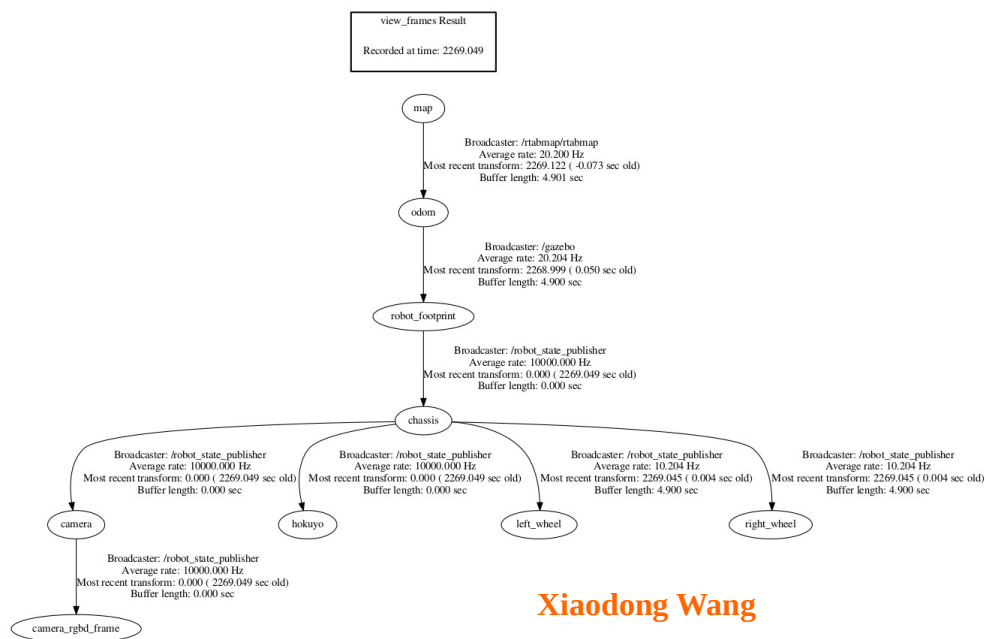 view_frames Result
Recorded at time: 2269.049
map
Broadcaster: /rtabmap/rtabmap
Average rate: 20.200 Hz
Most recent transform: 2269.122 ( -0.073 sec old)
Buffer length: 4.901 sec
odom
Broadcaster: /gazebo
Average rate: 20.204 Hz
Most recent transform: 2268.999 ( 0.050 sec old)
Buffer length: 4.900 sec
robot_footprint
Broadcaster: /robot_state_publisher
Average rate: 10000.000 Hz
Most recent transform: 0.000 ( 2269.049 sec old)
Buffer length: 0.000 sec
chassis
Broadcaster: /robot_state_publisher
Average rate: 10000.000 Hz
Most recent transform: 0.000 ( 2269.049 sec old)
Buffer length: 0.000 sec
Broadcaster: /robot_state_publisher
Average rate: 10000.000 Hz
Most recent transform: 0.000 ( 2269.049 sec old)
Buffer length: 0.000 sec
Broadcaster: /robot_state_publisher
Average rate: 10.204 Hz
Most recent transform: 2269.045 ( 0.004 sec old)
Buffer length: 4.900 sec
Broadcaster: /robot_state_publisher
Average rate: 10.204 Hz
Most recent transform: 2269.045 ( 0.004 sec old)
Buffer length: 4.900 sec
camera
hokuyo
left_wheel
right_wheel
Broadcaster: /robot_state_publisher
Average rate: 10000.000 Hz
Most recent transform: 0.000 ( 2269.049 sec old)
Buffer length: 0.000 sec
camera_rgbd_frame
Xiaodong Wang